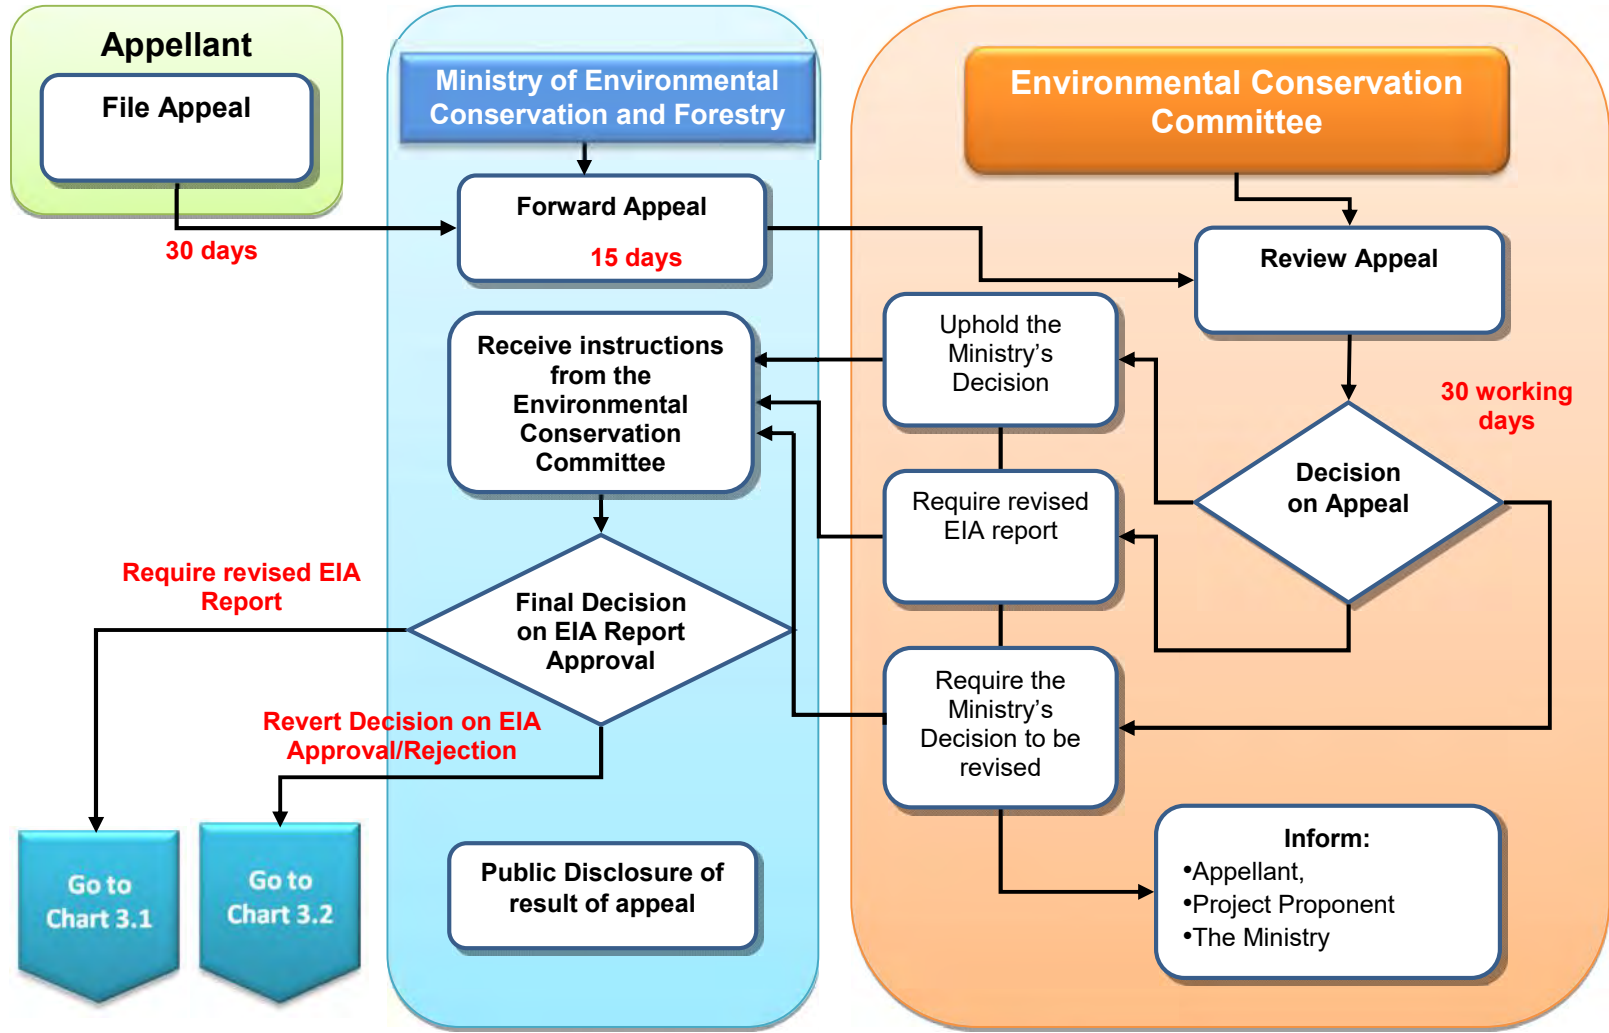 Appellant
File Appeal
30 days
Ministry of Environmental
Conservation and Forestry
Forward Appeal
15 days
Receive instructions
from the
Environmental
Conservation
Committee
Final Decision
on EIA Report
Approval
Require revised EIA
Report
Revert Decision on EIA
Approval/Rejection
Go to
Chart 3.1
Go to
Chart 3.2
Public Disclosure of
result of appeal
Environmental Conservation
Committee
Review Appeal
30 working
days
Decision
on Appeal
Uphold the
Ministry’s
Decision
Require revised
EIA report
Require the
Ministry’s
Decision to be
revised
Inform:
•Appellant,
•Project Proponent
•The Ministry